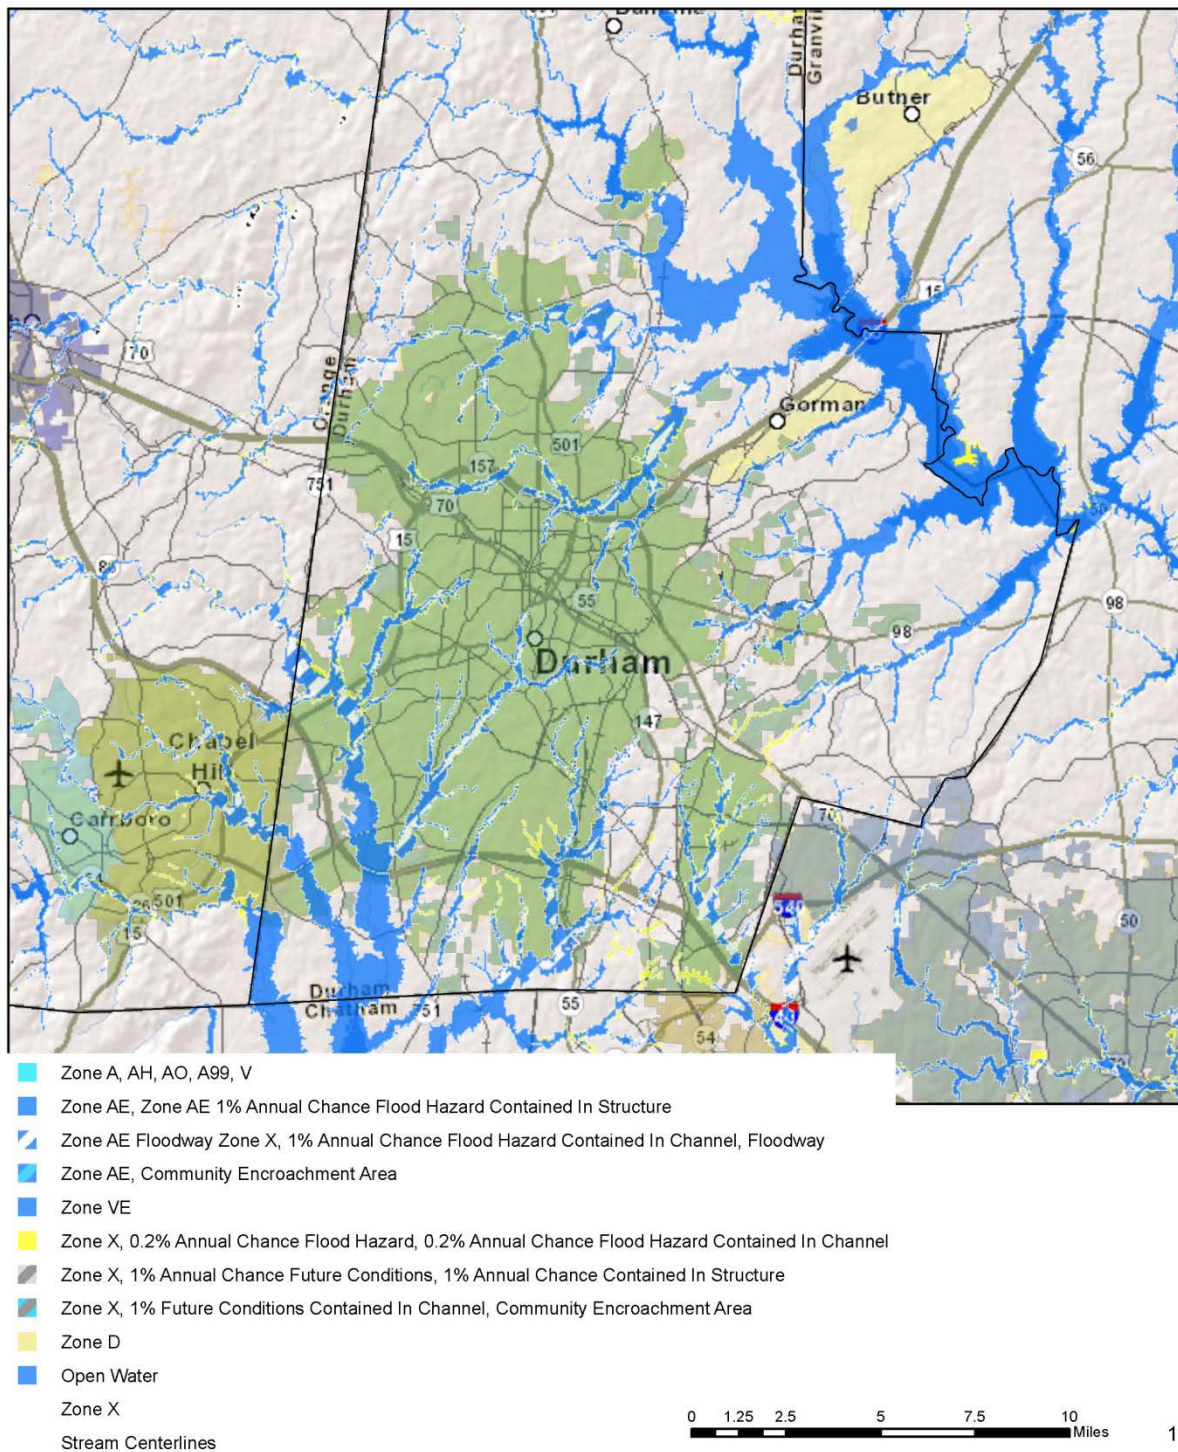 Durham
Granvill
Butner
56
15
70
Orange
Durham
Gorman
501
157
751
70
15
55
98
98
Durham
147
Chapel
Hill
Carrboro
70
501
15
540
50
Durham
Chatham
751
55
54
Zone A, AH, AO, A99, V
Zone AE, Zone AE 1% Annual Chance Flood Hazard Contained In Structure
Zone AE Floodway Zone X, 1% Annual Chance Flood Hazard Contained In Channel, Floodway
Zone AE, Community Encroachment Area
Zone VE
Zone X, 0.2% Annual Chance Flood Hazard, 0.2% Annual Chance Flood Hazard Contained In Channel
Zone X, 1% Annual Chance Future Conditions, 1% Annual Chance Contained In Structure
Zone X, 1% Future Conditions Contained In Channel, Community Encroachment Area
Zone D
Open Water
Zone X
Stream Centerlines
0 1.25 2.5 5 7.5 10
Miles
1